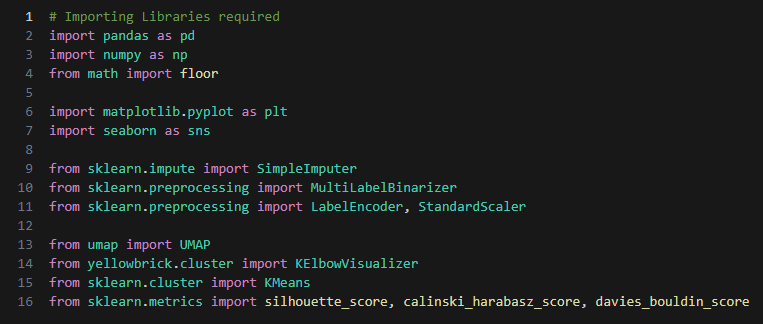 1 # Importing Libraries required
2 import pandas as pd
3 import numpy as np
4 from math import floor
5
6 import matplotlib.pyplot as plt
7 import seaborn as sns
8
9 from sklearn.impute import SimpleImputer
10 from sklearn.preprocessing import MultiLabelBinarizer
11 from sklearn.preprocessing import LabelEncoder, StandardScaler
12
13 from umap import UMAP
14 from yellowbrick.cluster import KElbowVisualizer
15 from sklearn.cluster import KMeans
16 from sklearn.metrics import silhouette_score, calinski_harabasz_score, davies_bouldin_score